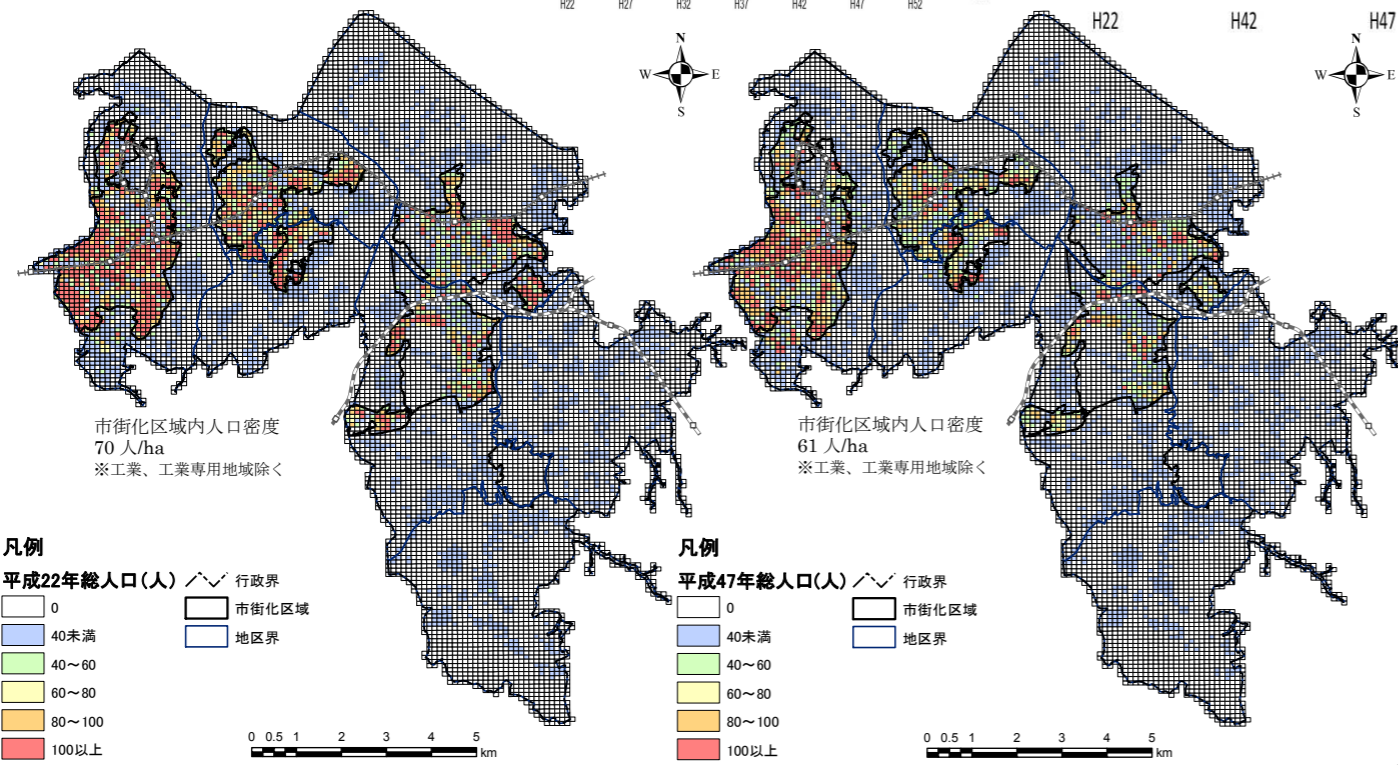 H22 H27 H32 H37 H42 H47 H52
H22 H42 H47
N
W E
S
N
W E
S
市街化区域内人口密度
70 人/ha
※工業、工業専用地域除く
市街化区域内人口密度
61 人/ha
※工業、工業専用地域除く
凡例
平成22年総人口(人)
0
40未満
40～60
60～80
80～100
100以上
行政界
市街化区域
地区界
0 0.5 1 2 3 4 5
km
凡例
平成47年総人口(人)
0
40未満
40～60
60～80
80～100
100以上
行政界
市街化区域
地区界
0 0.5 1 2 3 4 5
km